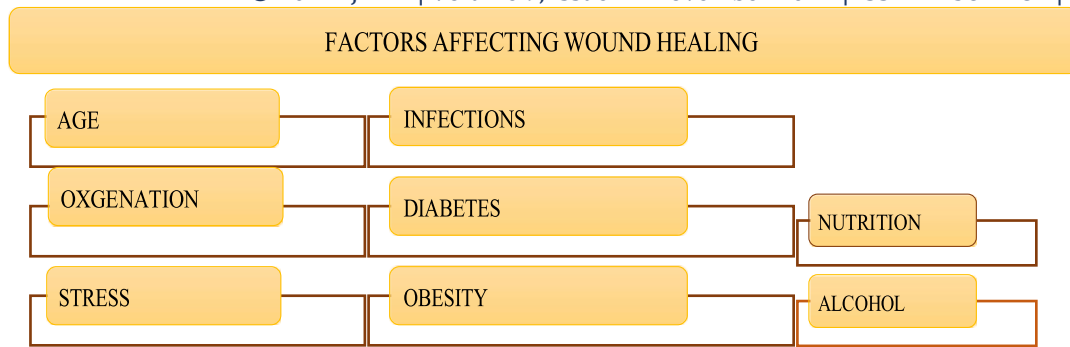 FACTORS AFFECTING WOUND HEALING
AGE
INFECTIONS
OXGENATION
DIABETES
NUTRITION
STRESS
OBESITY
ALCOHOL